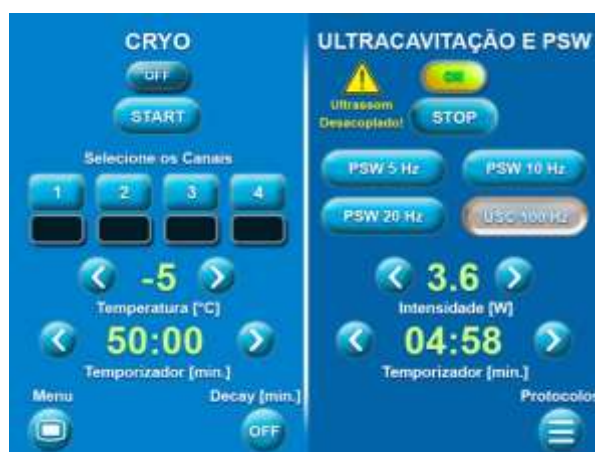 CRYO
OFF
START
Selecione os Canais
1 2 3 4
-5
Temperatura [°C]
50:00
Temporizador [min.]
Menu
Decay [min.]
OFF
ULTRACAVITAÇÃO E PSW
ON
Ultrassom
Desacoplado!
STOP
PSW 5 Hz
PSW 10 Hz
PSW 20 Hz
USC 100 Hz
3.6
Intensidade [W]
04:58
Temporizador [min.]
Protocolos